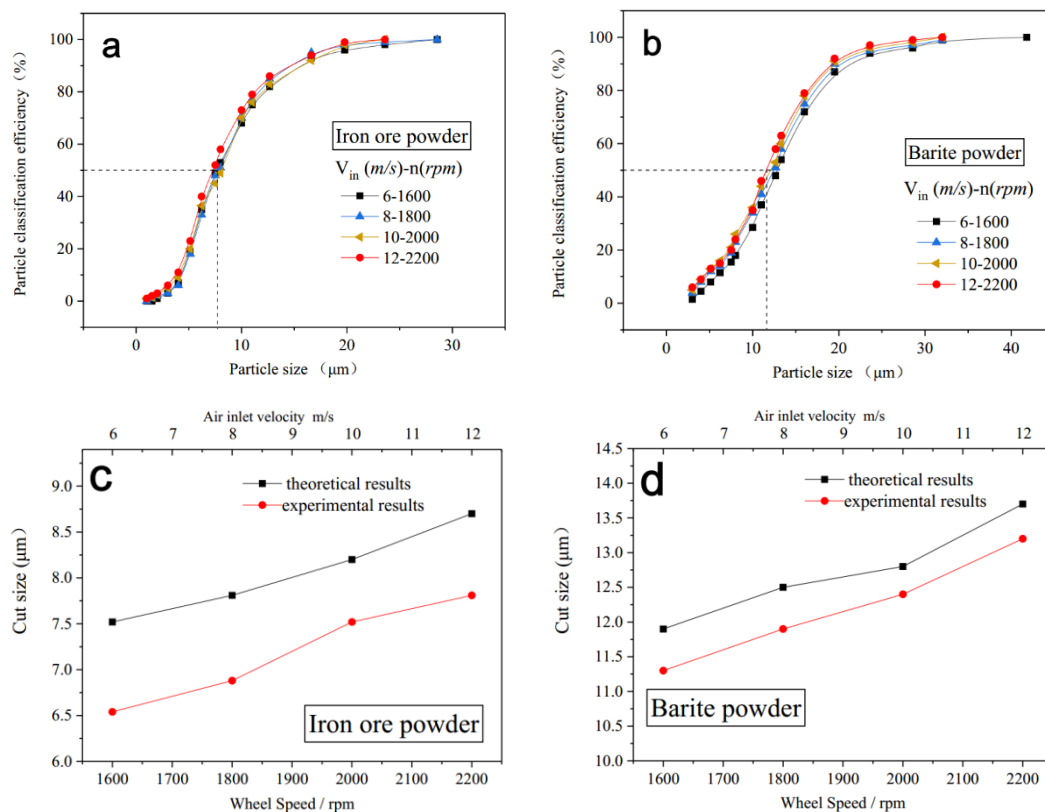 a
Particle classification efficiency (%)
100
80
60
40
20
0
Iron ore powder
V_in (m/s)-n(rpm)
6-1600
8-1800
10-2000
12-2200
0 10 20 30
Particle size (μm)
b
Particle classification efficiency (%)
100
80
60
40
20
0
Barite powder
V_in (m/s)-n(rpm)
6-1600
8-1800
10-2000
12-2200
0 10 20 30 40
Particle size (μm)
Air inlet velocity m/s
6 7 8 9 10 11 12
c
theoretical results
experimental results
Cut size (μm)
9.0
8.5
8.0
7.5
7.0
6.5
6.0
Iron ore powder
1600 1700 1800 1900 2000 2100 2200
Wheel Speed / rpm
Air inlet velocity m/s
6 7 8 9 10 11 12
d
theoretical results
experimental results
Cut size (μm)
14.5
14.0
13.5
13.0
12.5
12.0
11.5
11.0
10.5
10.0
Barite powder
1600 1700 1800 1900 2000 2100 2200
Wheel Speed / rpm